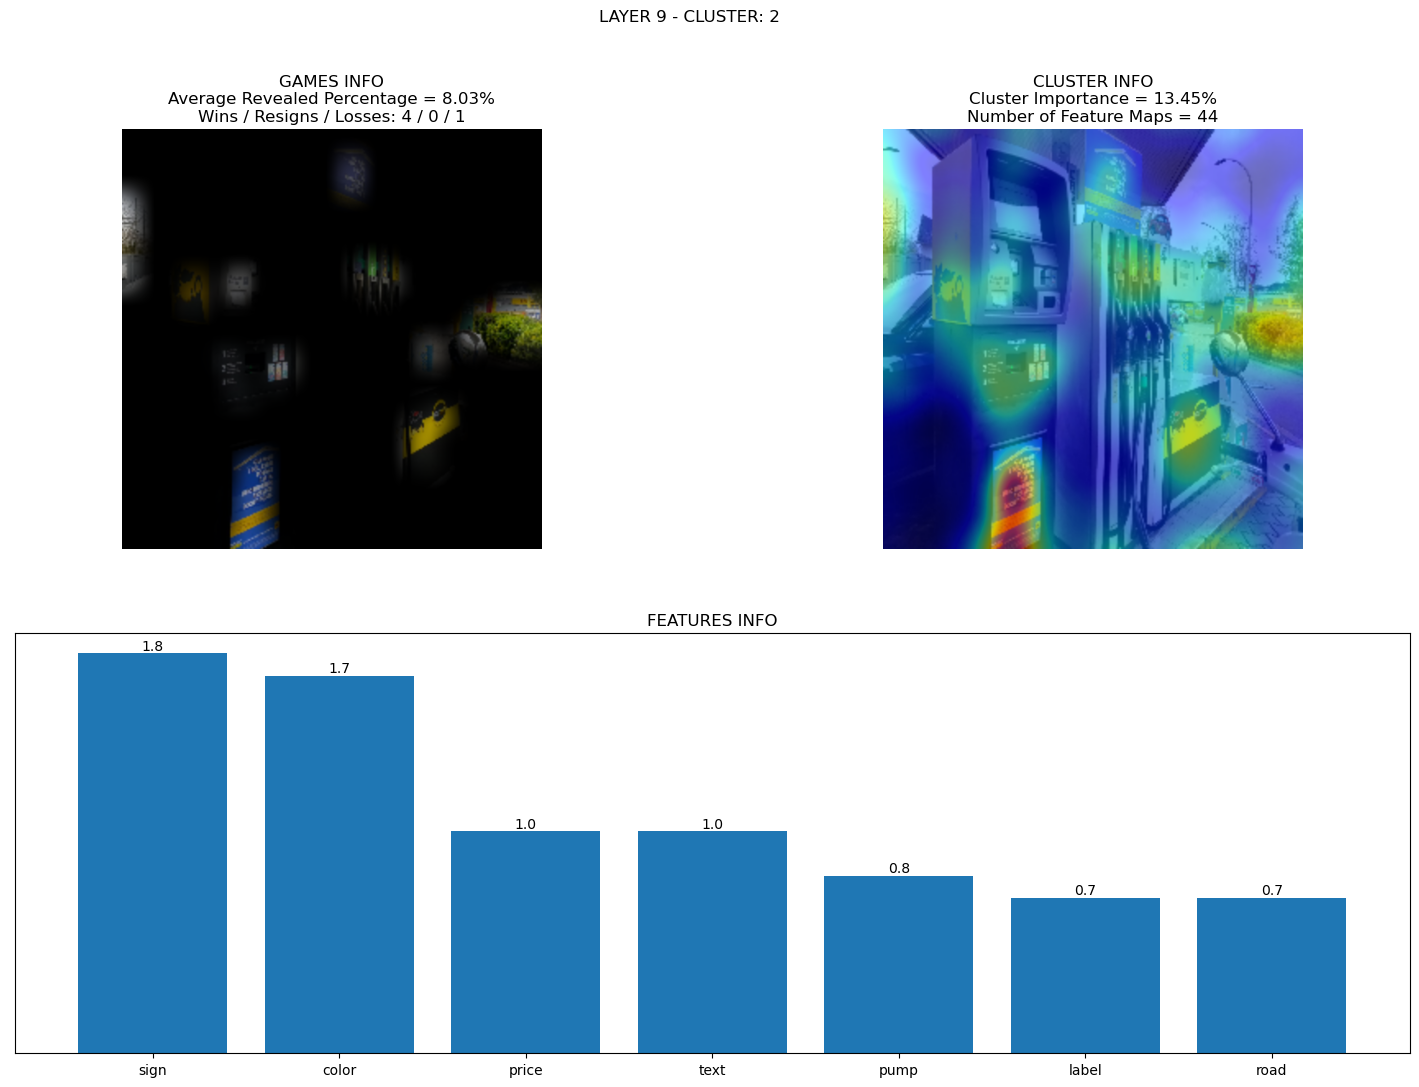 LAYER 9 - CLUSTER: 2
GAMES INFO
Average Revealed Percentage = 8.03%
Wins / Resigns / Losses: 4 / 0 / 1
CLUSTER INFO
Cluster Importance = 13.45%
Number of Feature Maps = 44
FEATURES INFO
1.8
1.7
1.0
1.0
0.8
0.7
0.7
sign
color
price
text
pump
label
road